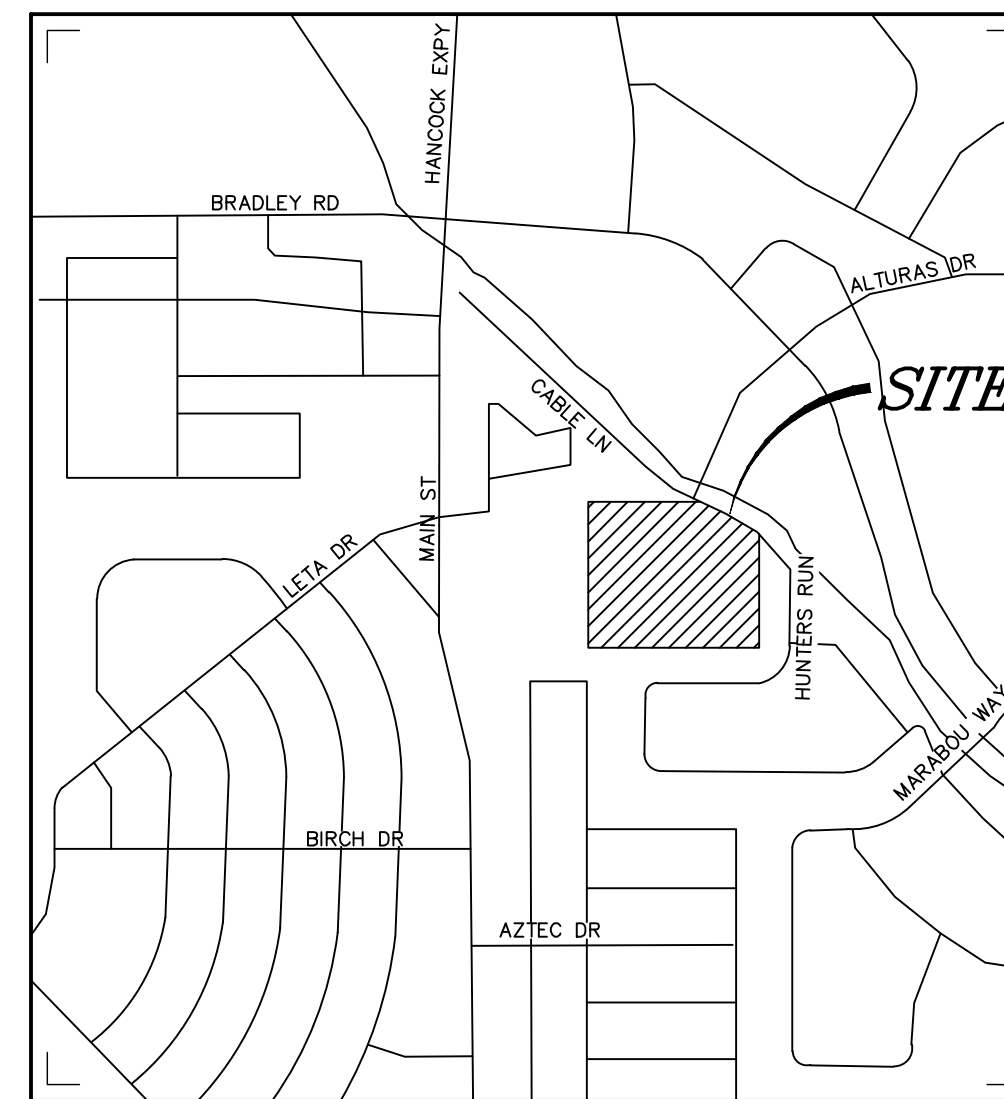 HANCOCK EXPY
BRADLEY RD
ALTURAS DR
SITE
CABLE LN
MAIN ST
LETA DR
HUNTERS RUN
MARABOU WAY
BIRCH DR
AZTEC DR